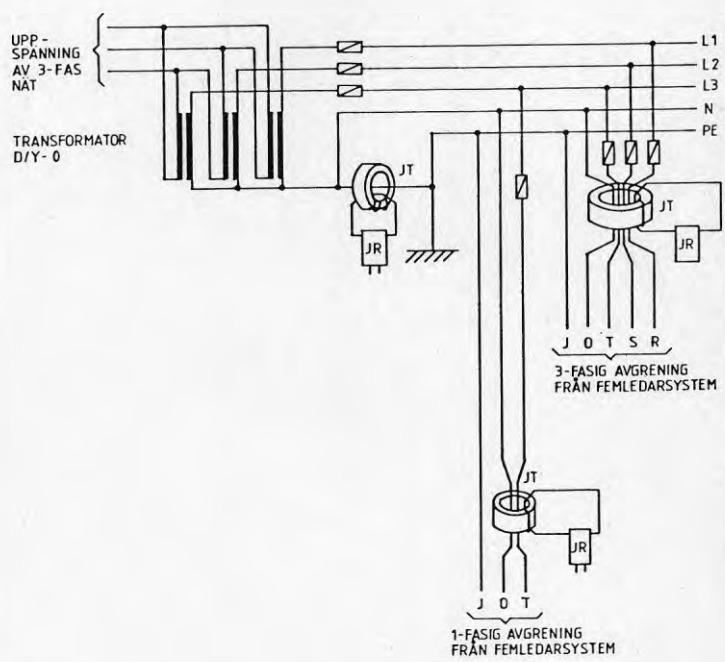 UPP-
SPÄNNING
AV 3-FAS
NÄT
TRANSFORMATOR
D/Y-0
L1
L2
L3
N
PE
JT
JR
JT
JR
J O T S R
3-FASIG AVGRENING
FRÅN FEMLEDARSYSTEM
JT
JR
J O T
1-FASIG AVGRENING
FRÅN FEMLEDARSYSTEM